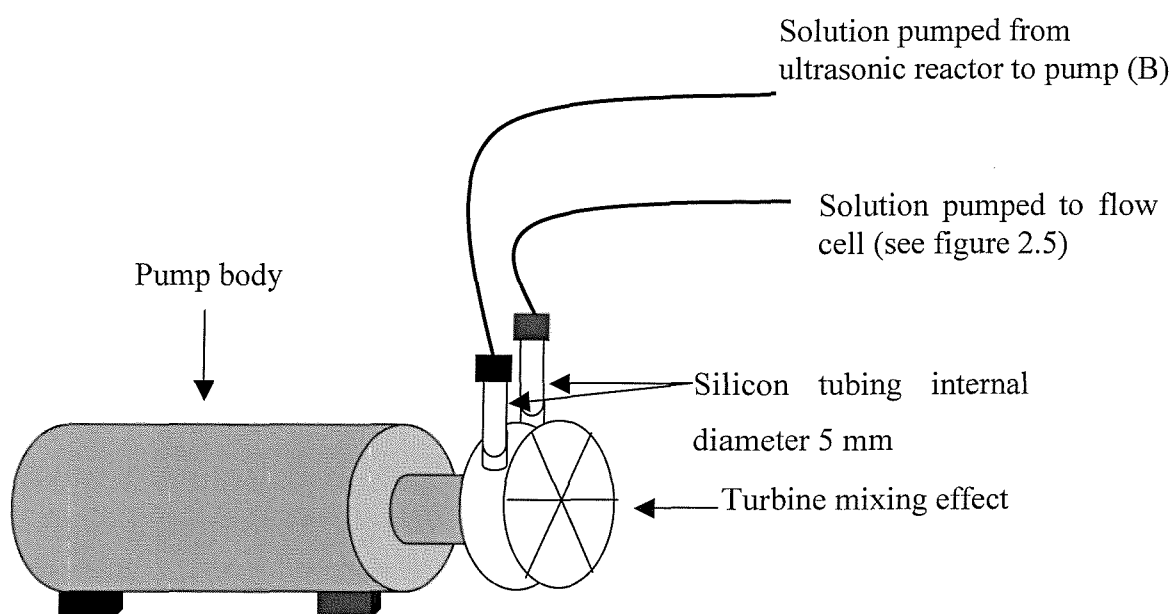 Solution pumped from
ultrasonic reactor to pump (B)
Solution pumped to flow
cell (see figure 2.5)
Pump body
Silicon tubing internal
diameter 5 mm
Turbine mixing effect